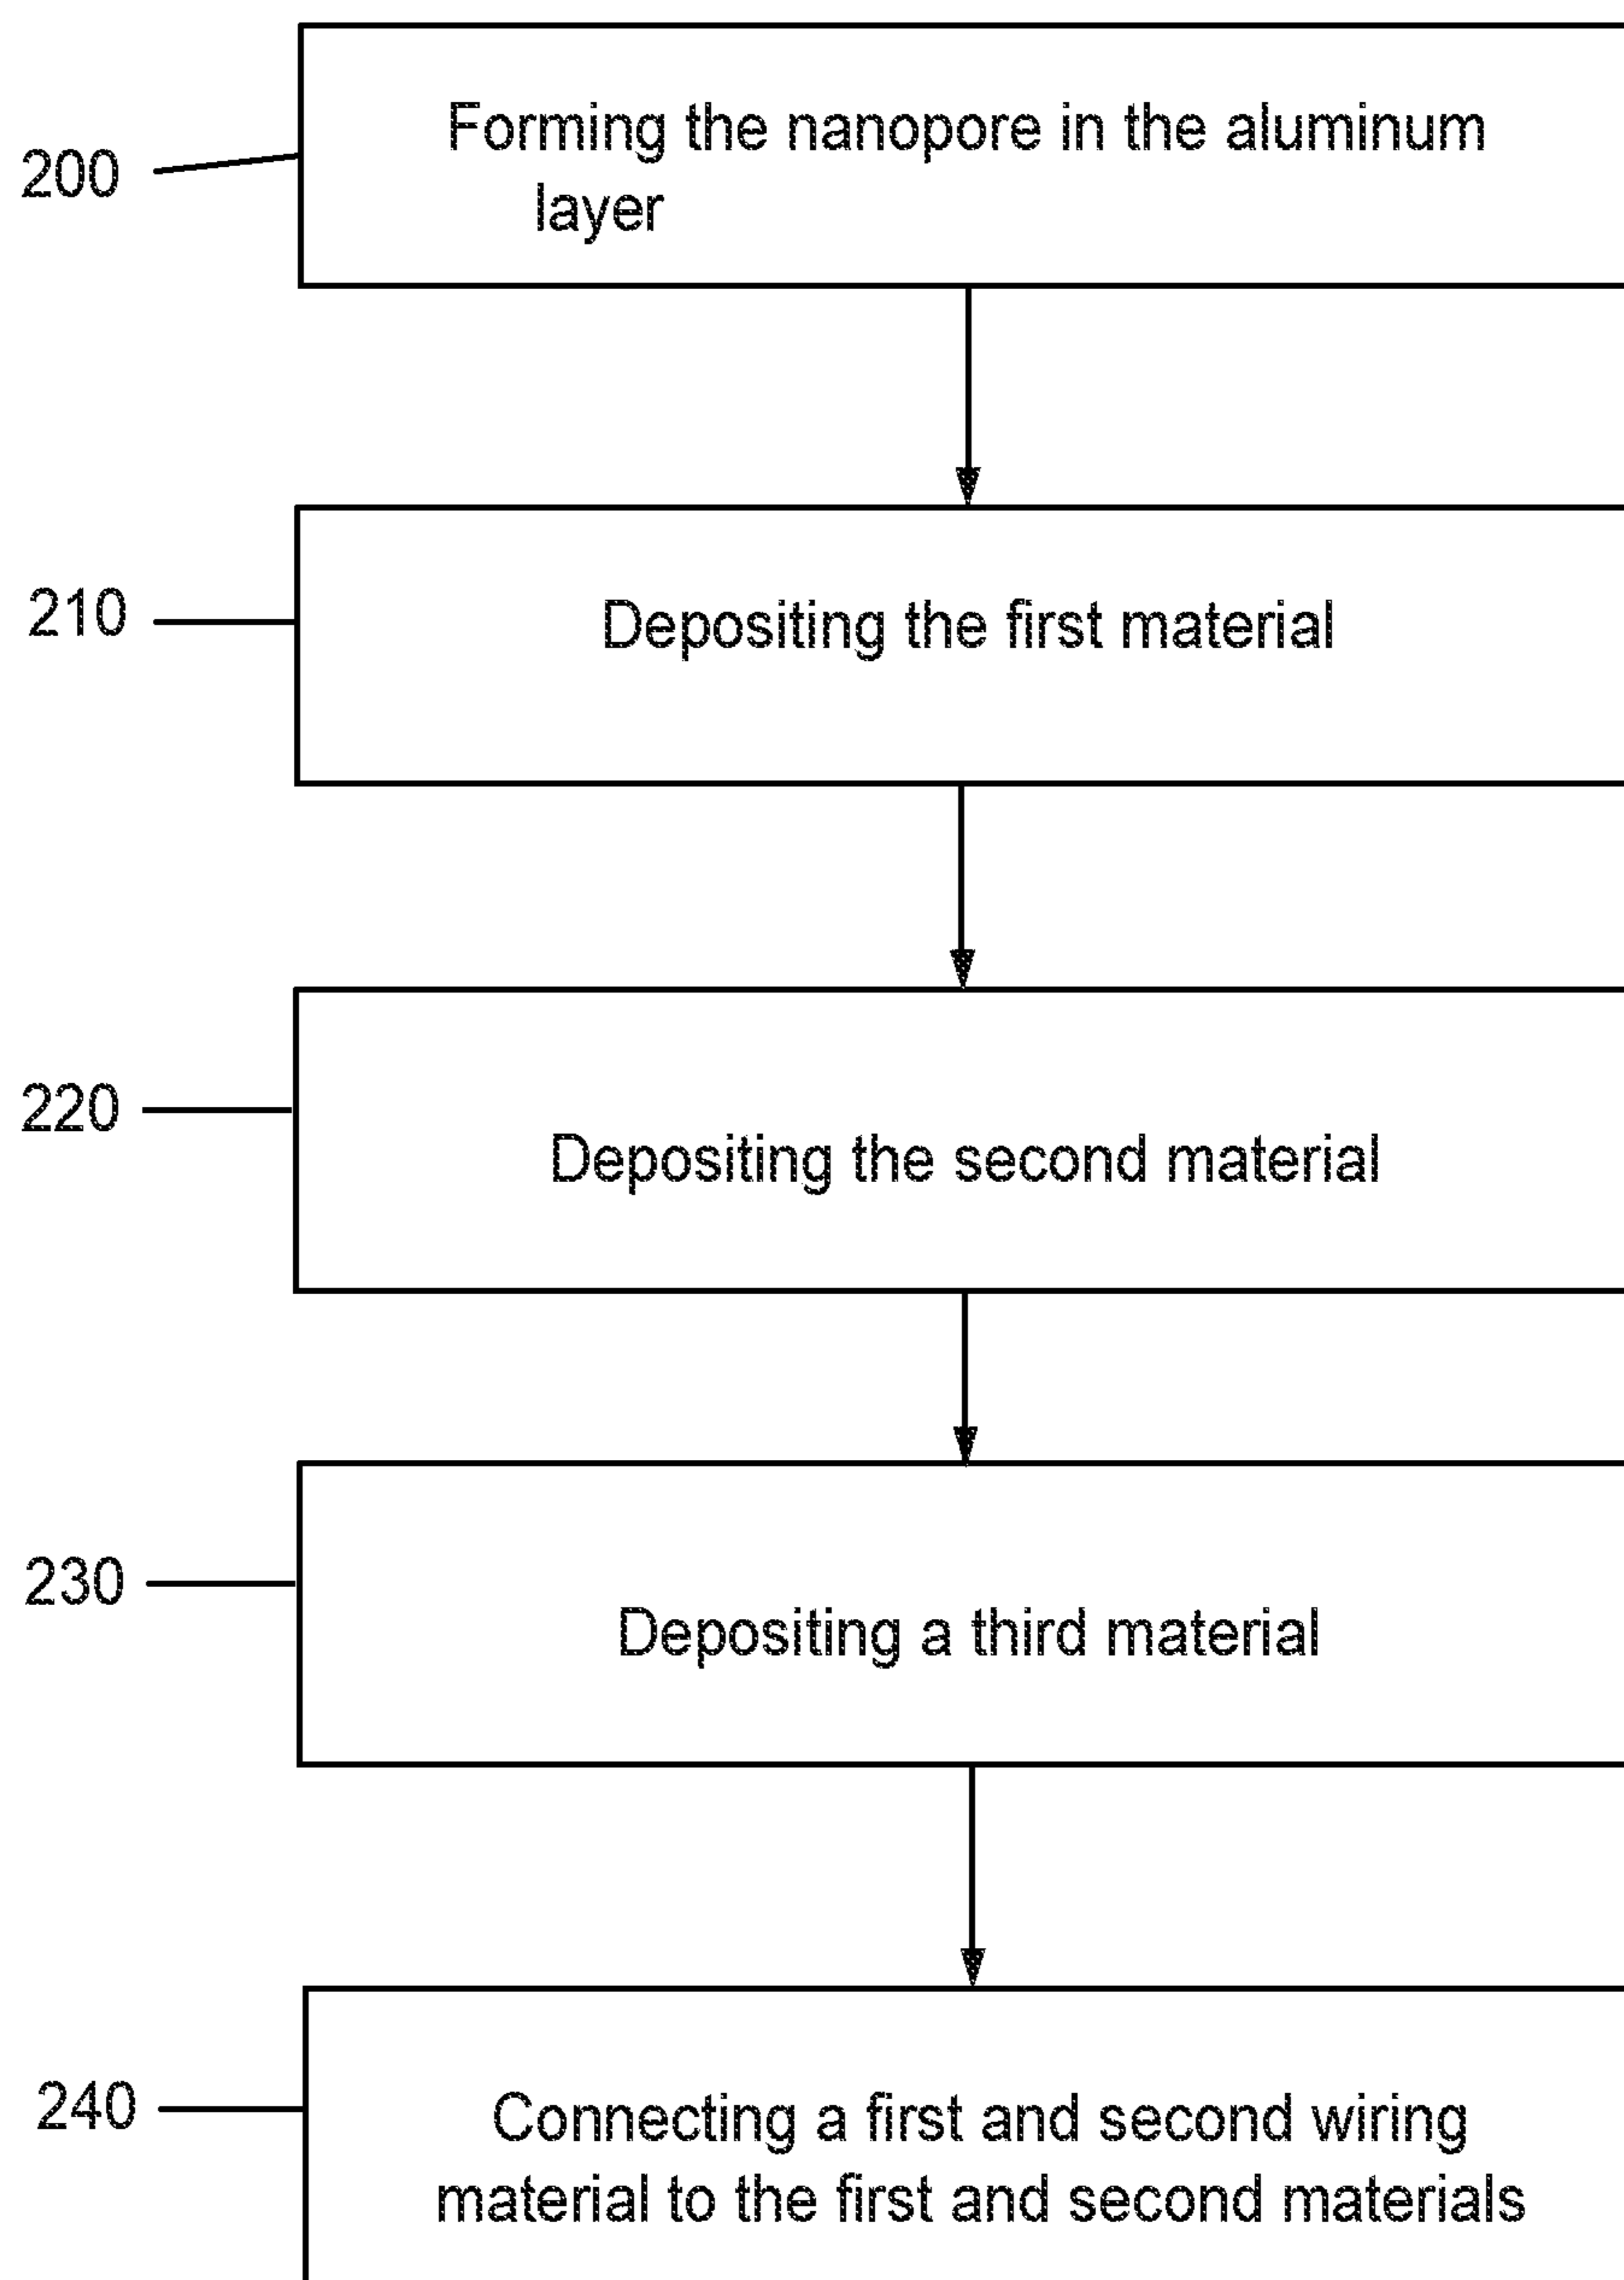 200
Forming the nanopore in the aluminum
layer
210
Depositing the first material
220
Depositing the second material
230
Depositing a third material
240
Connecting a first and second wiring
material to the first and second materials